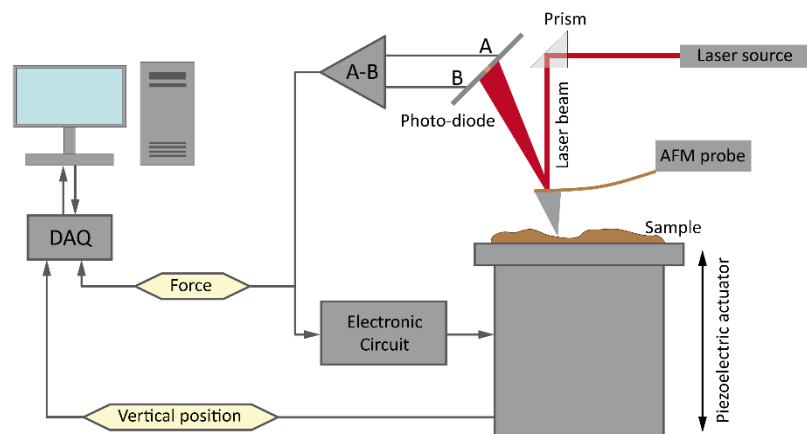 Prism
A
A-B
B
Laser source
Photo-diode
Laser beam
AFM probe
DAQ
Sample
Force
Electronic
Circuit
Piezoelectric actuator
Vertical position